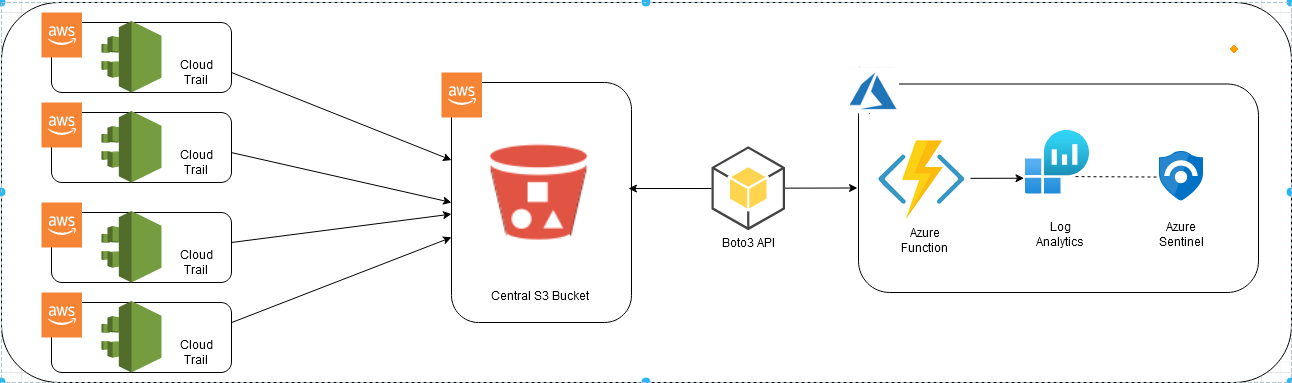 aws
Cloud
Trail
aws
Cloud
Trail
aws
Cloud
Trail
aws
Cloud
Trail
aws
Central S3 Bucket
Boto3 API
Azure
Function
Log
Analytics
Azure
Sentinel